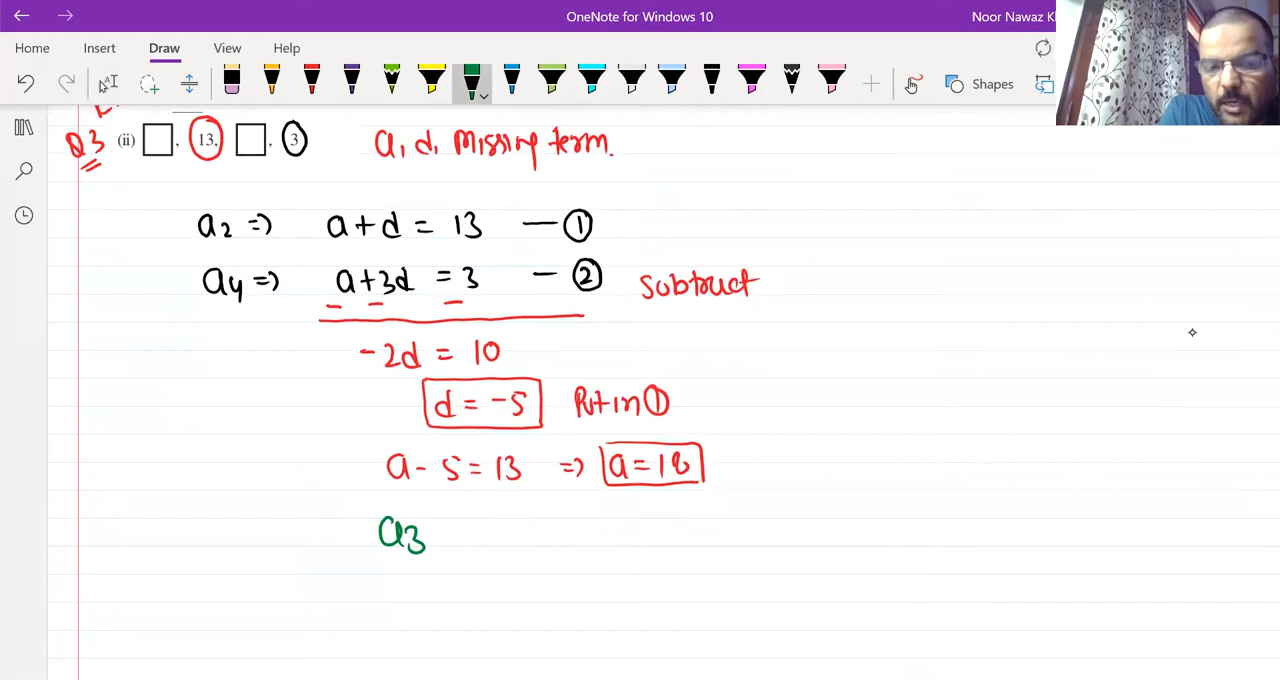 OneNote for Windows 10
Noor Nawaz Kh
Home Insert Draw View Help
Shapes
Q3 (ii) □, 13, □, 3 a, d, Missing term.
a2 => a + d = 13 — ①
a4 => a + 3d = 3 — ② Subtract
- - -
-2d = 10
d = -5 Put in ①
a - 5 = 13 => a = 18
a3